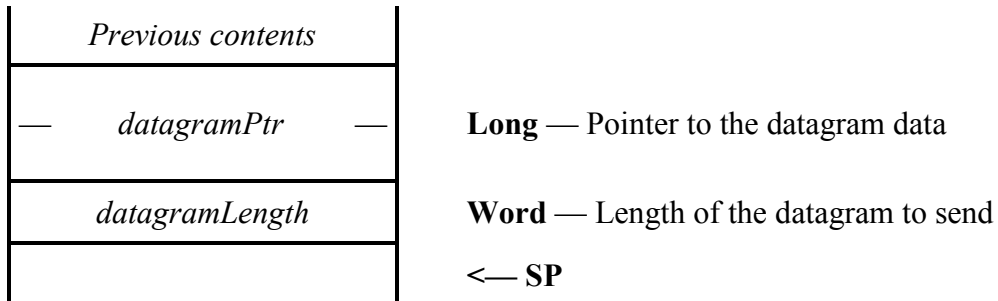 Previous contents
— datagramPtr — Long — Pointer to the datagram data
datagramLength Word — Length of the datagram to send
<— SP